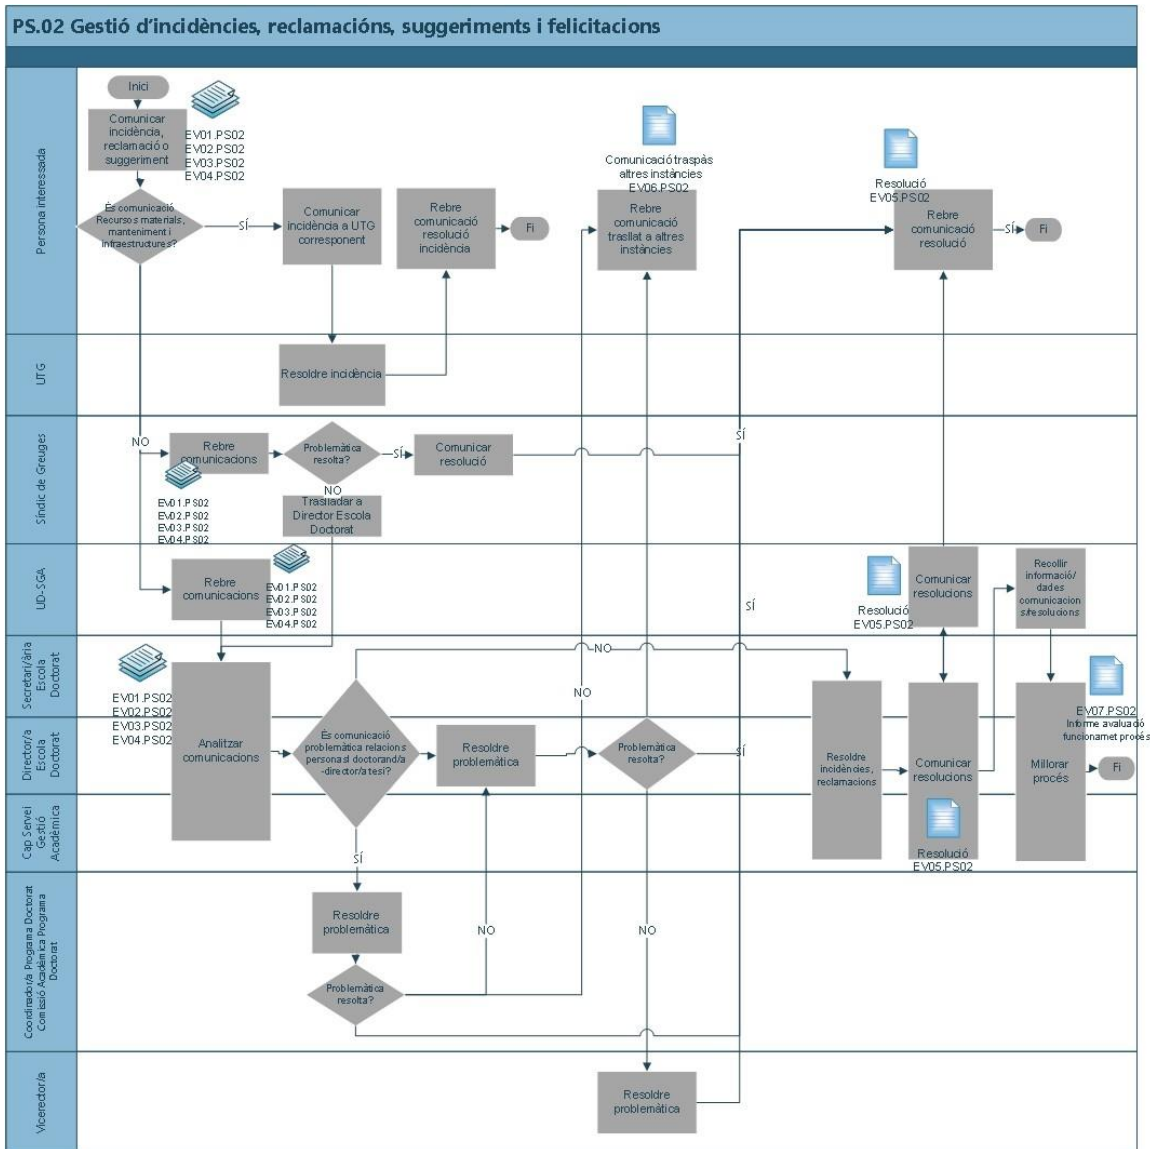 PS.02 Gestió d'incidències, reclamacións, suggeriments i felicitacions
Persona interessada
Inici
Comunicar
incidència,
reclamació o
suggeriment
EV01.PS02
EV02.PS02
EV03.PS02
EV04.PS02
És comunicació
Recursos materials,
manteniment i
infraestructures?
SÍ
Comunicar
incidència a UTG
corresponent
Rebre
comunicació
resolució
incidència
Fi
Comunicació traspàs
altres instàncies
EV06.PS02
Rebre
comunicació
trasllat a altres
instàncies
Resolució
EV05.PS02
Rebre
comunicació
resolució
SÍ
Fi
UTG
Resoldre incidència
Síndic de Greuges
NO
Rebre
comunicacions
EV01.PS02
EV02.PS02
EV03.PS02
EV04.PS02
Problemàtica
resolta?
SÍ
Comunicar
resolució
SÍ
NO
Traslladar a
Director Escola
Doctorat
UD-SGA
Rebre
comunicacions
EV01.PS02
EV02.PS02
EV03.PS02
EV04.PS02
SÍ
Resolució
EV05.PS02
Comunicar
resolucions
Recollir
informació/
dades
comunicacion
s/resolucions
Secretari/ària
Escola
Doctorat
EV01.PS02
EV02.PS02
EV03.PS02
EV04.PS02
NO
NO
EV07.PS02
Informe avaluació
funcionamet procés
Director/a
Escola
Doctorat
Analitzar
comunicacions
És comunicació
problemàtica relacions
personasl doctorand/a
-director/a tesi?
Resoldre
problemàtica
Problemàtica
resolta?
SÍ
Resoldre
incidències,
reclamacions
Comunicar
resolucions
Millorar
procés
Fi
Cap Servei
Gestió
Acadèmica
SÍ
Resolució
EV05.PS02
Coordinador/a Programa Doctorat
Comissió Acadèmica Programa
Doctorat
Resoldre
problemàtica
NO
NO
Problemàtica
resolta?
Vicerector/a
Resoldre
problemàtica